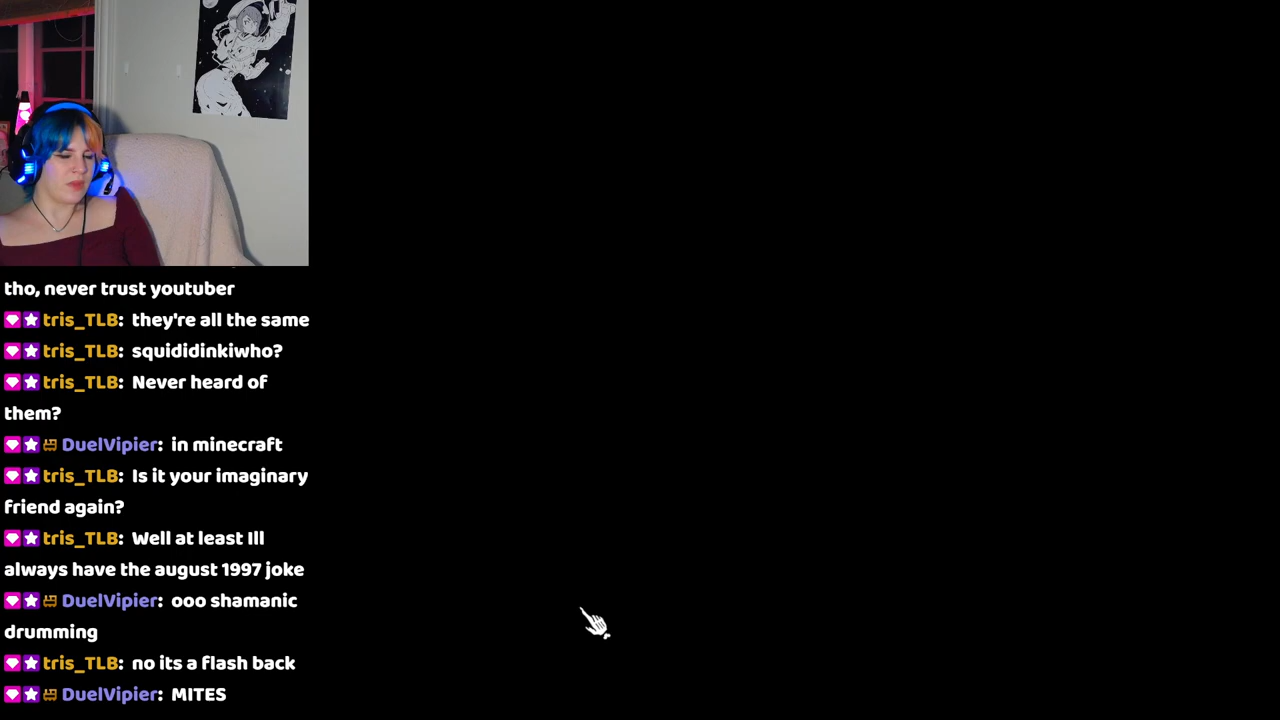 tho, never trust youtuber
tris_TLB: they're all the same
tris_TLB: squididinkiwho?
tris_TLB: Never heard of
them?
DuelVipier: in minecraft
tris_TLB: Is it your imaginary
friend again?
tris_TLB: Well at least Ill
always have the august 1997 joke
DuelVipier: ooo shamanic
drumming
tris_TLB: no its a flash back
DuelVipier: MITES